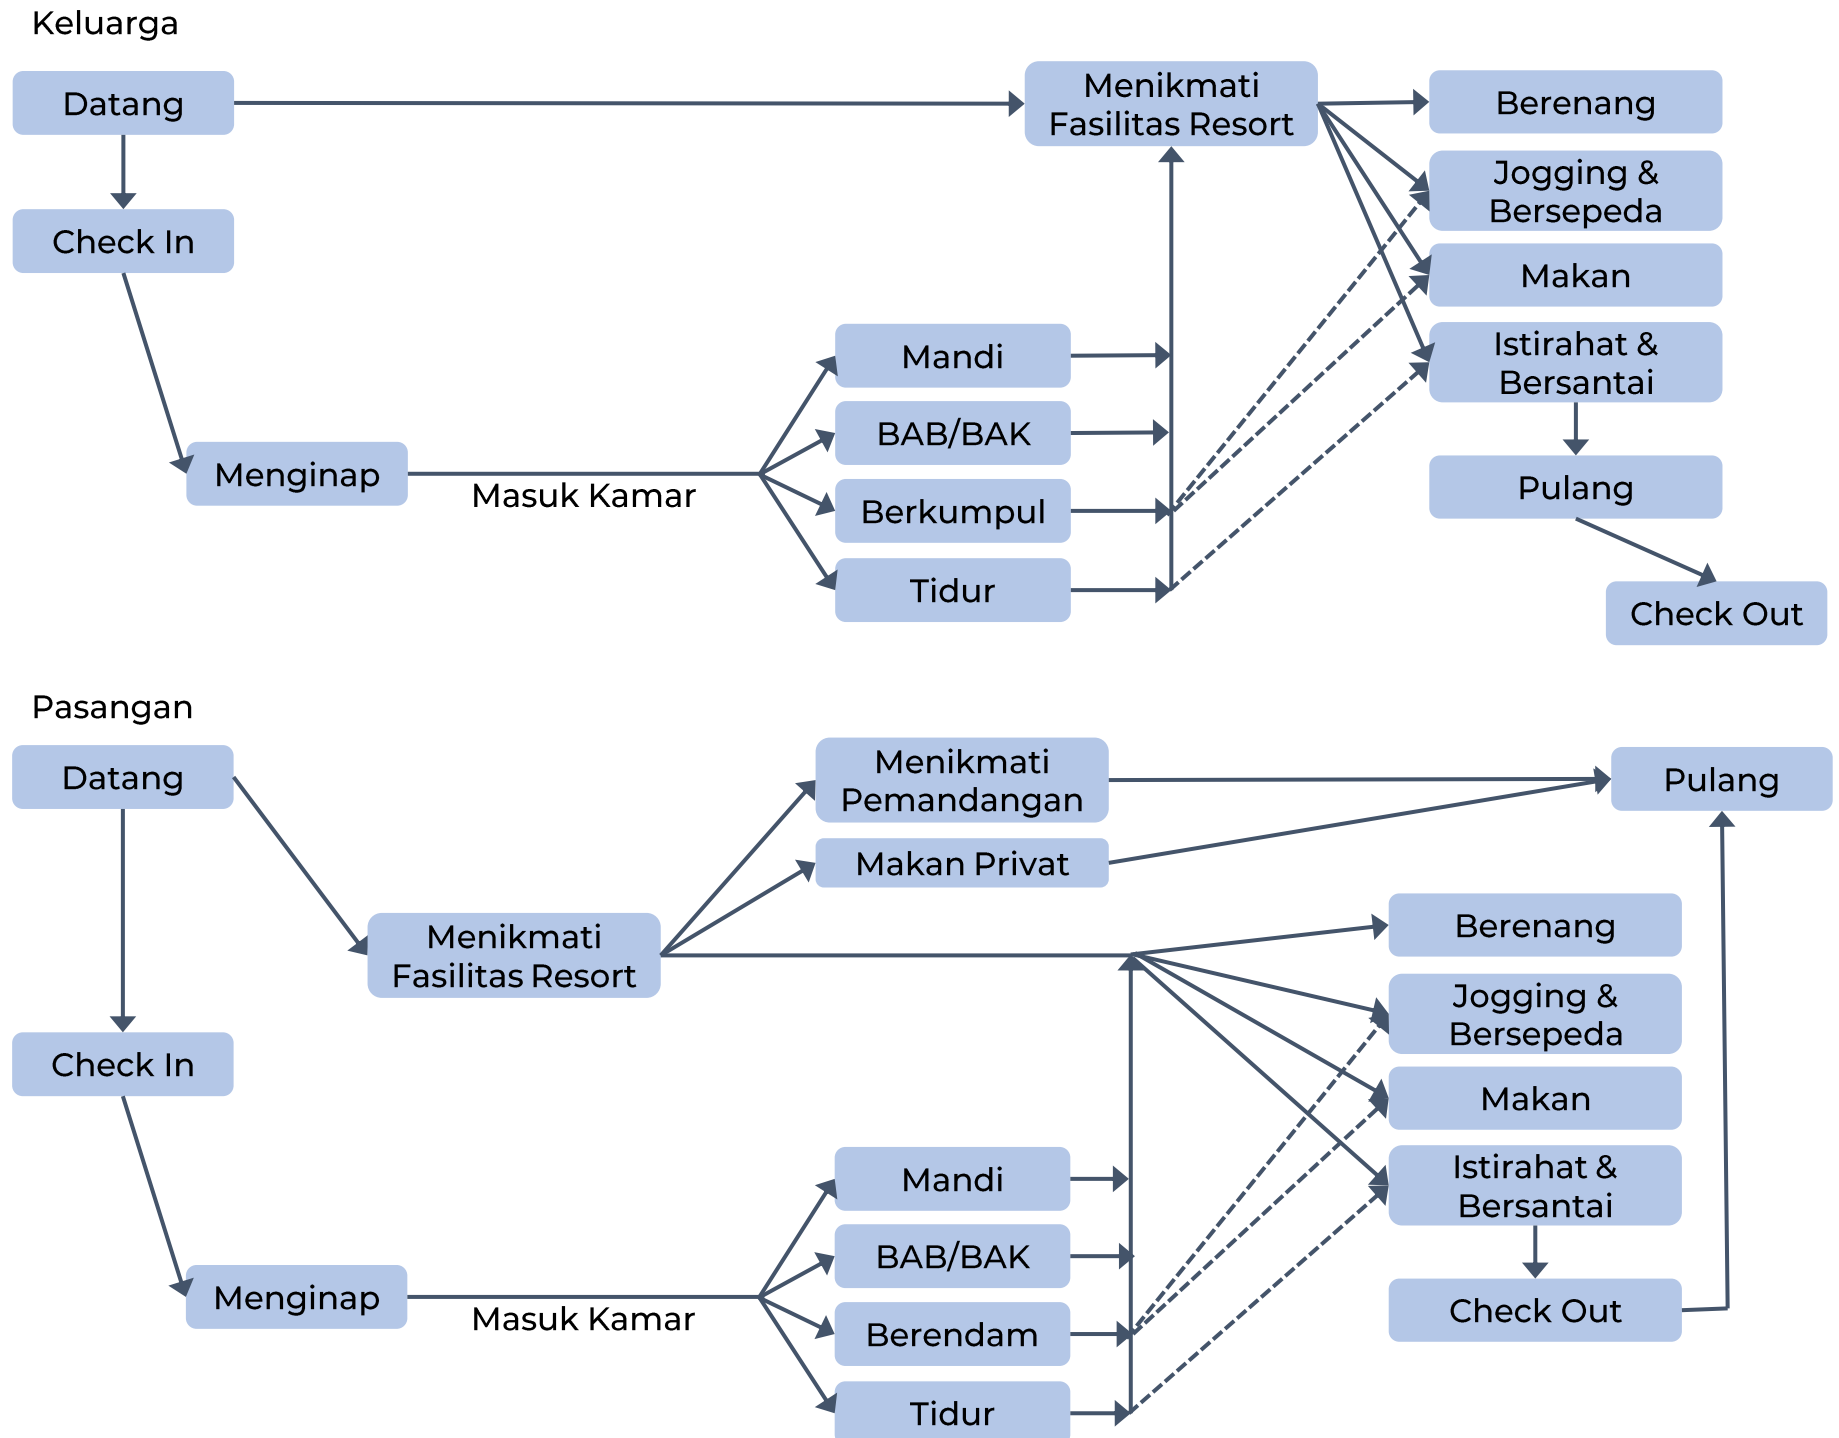 Keluarga
Datang
Menikmati
Fasilitas Resort
Berenang
Jogging &
Bersepeda
Check In
Makan
Mandi
Istirahat &
Bersantai
BAB/BAK
Menginap
Masuk Kamar
Berkumpul
Pulang
Tidur
Check Out
Pasangan
Datang
Menikmati
Pemandangan
Pulang
Makan Privat
Menikmati
Fasilitas Resort
Berenang
Jogging &
Bersepeda
Check In
Makan
Mandi
Istirahat &
Bersantai
BAB/BAK
Menginap
Masuk Kamar
Berendam
Check Out
Tidur